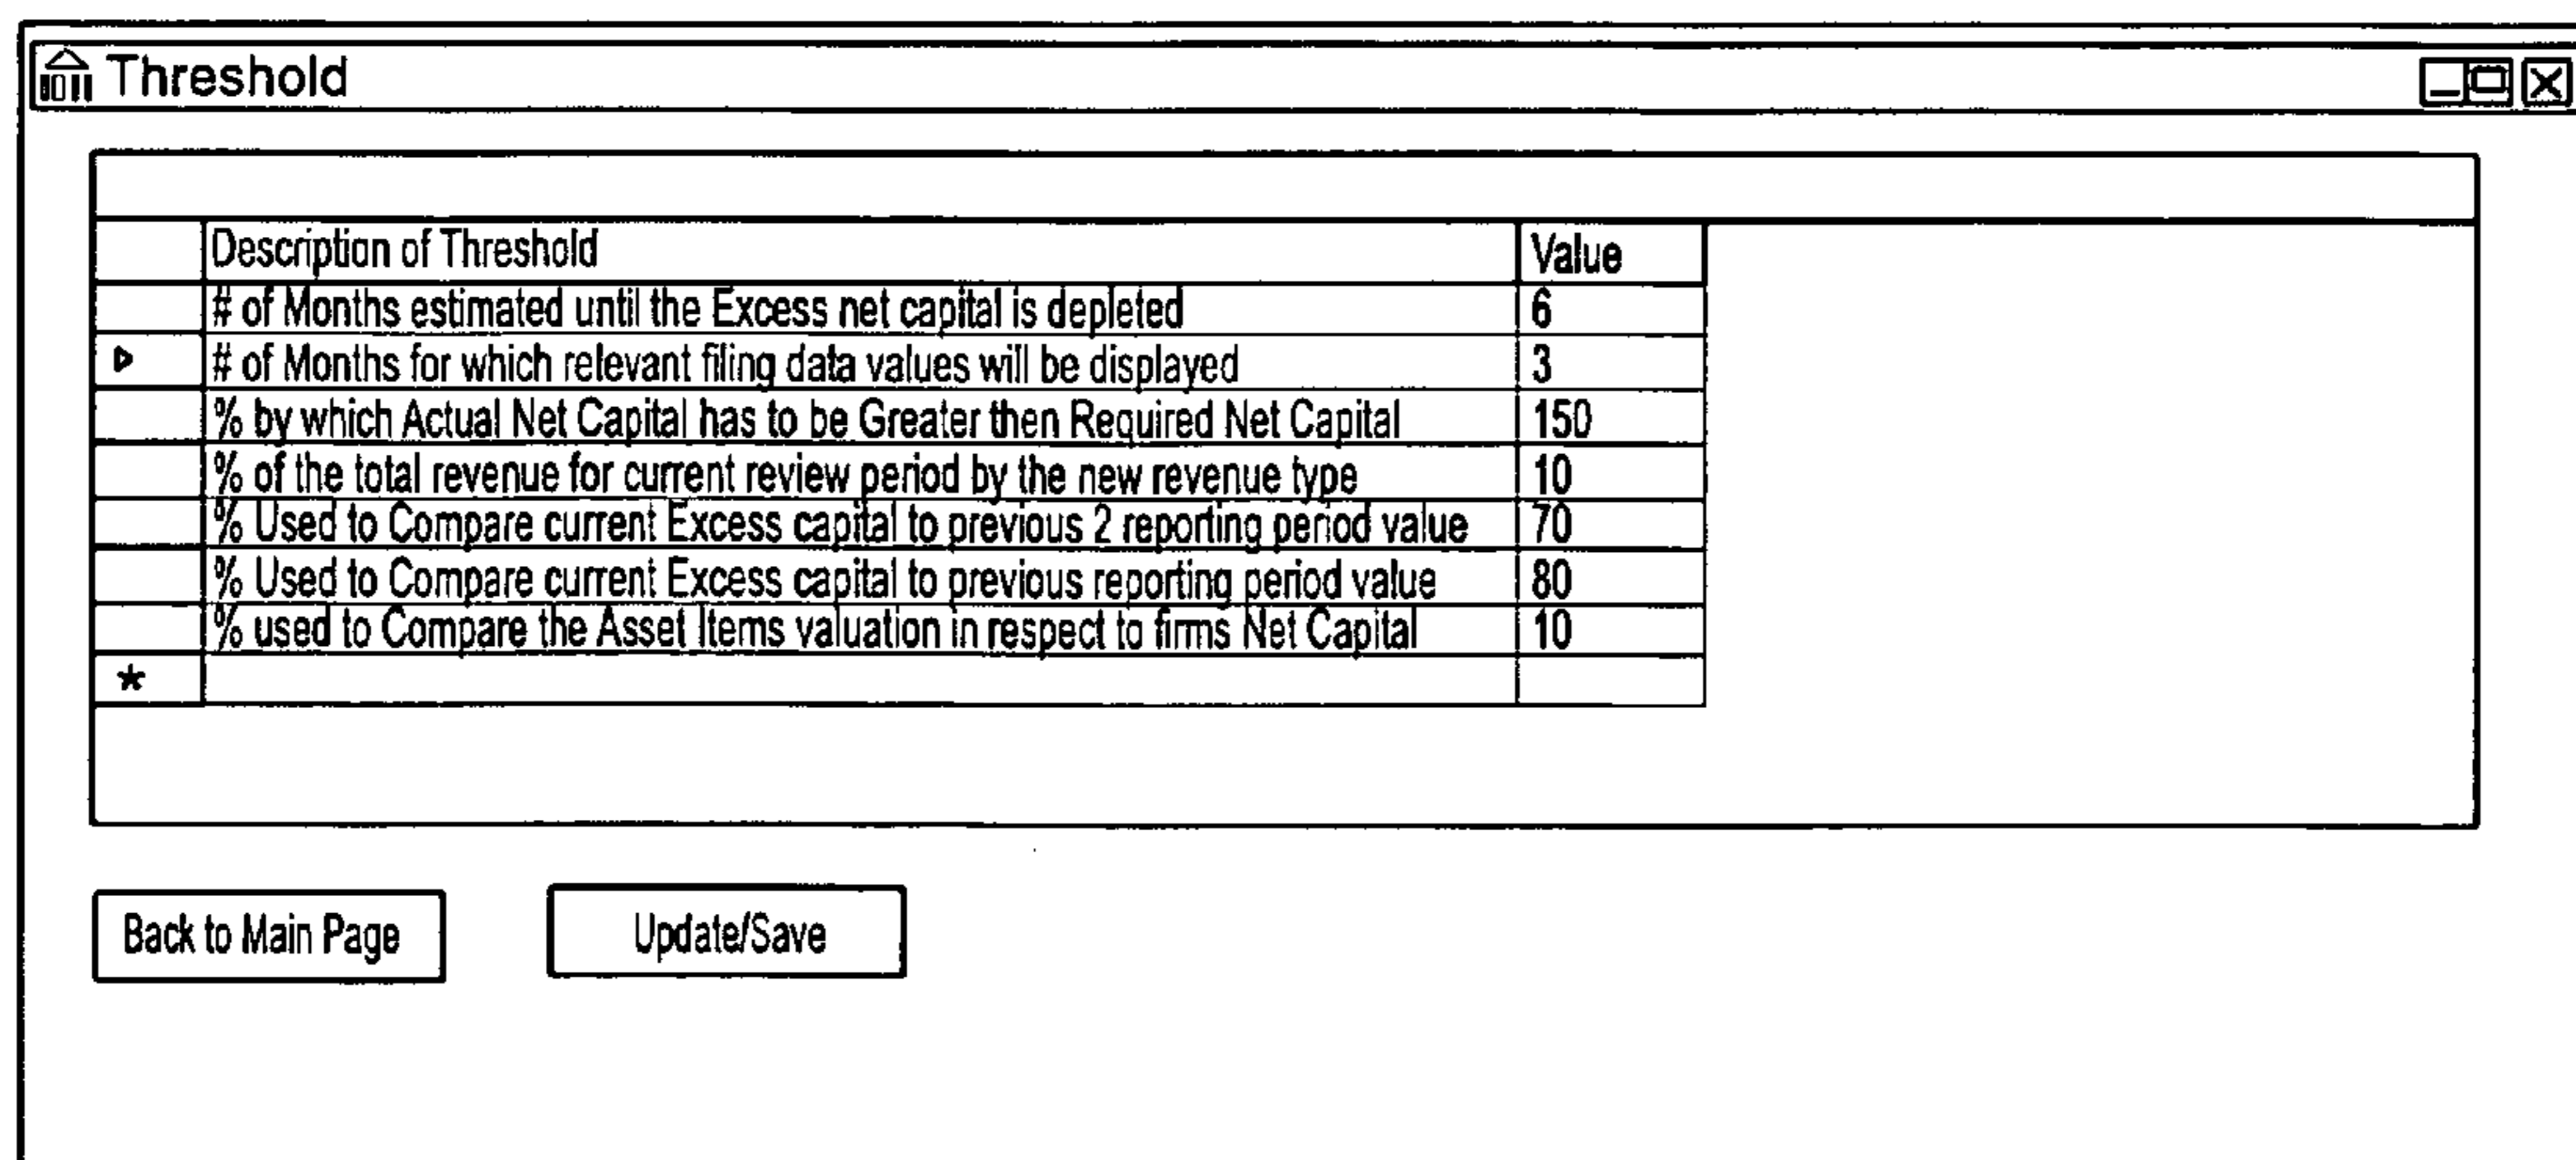 Threshold
Description of Threshold Value
# of Months estimated until the Excess net capital is depleted 6
# of Months for which relevant filing data values will be displayed 3
% by which Actual Net Capital has to be Greater then Required Net Capital 150
% of the total revenue for current review period by the new revenue type 10
% Used to Compare current Excess capital to previous 2 reporting period value 70
% Used to Compare current Excess capital to previous reporting period value 80
% used to Compare the Asset Items valuation in respect to firms Net Capital 10
*
Back to Main Page Update/Save